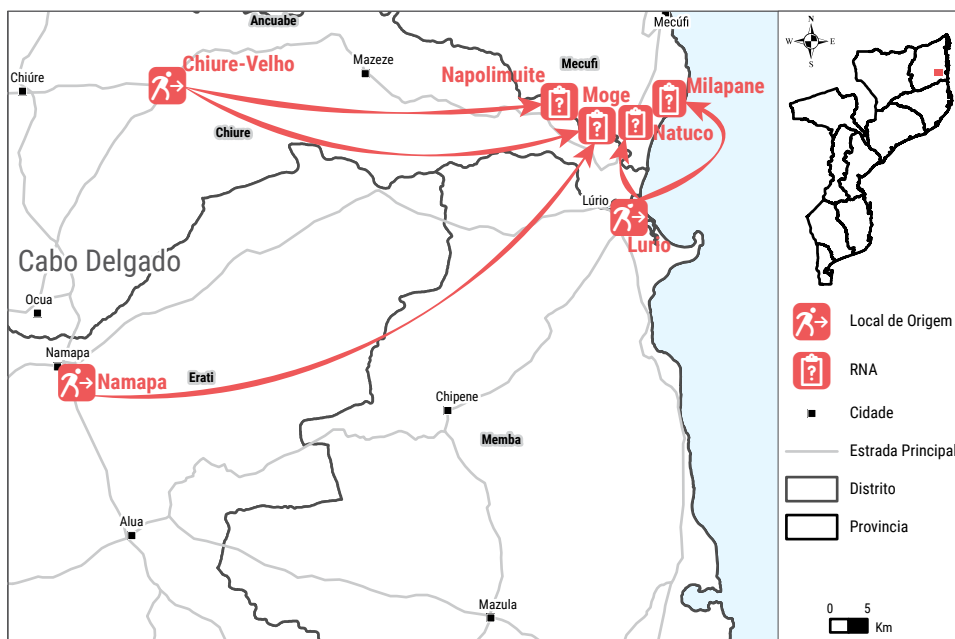 Ancuabe
Mecúfi
Chiure-Velho
Mazeze
Mecufi
Chiúre
Napolimuite
Milapane
Moge
Chiure
Natuco
Lúrio
Lurio
Cabo Delgado
Ocua
Namapa
Namapa
Erati
Chipene
Memba
Alua
Mazula
N
W
E
S
Local de Origem
?
RNA
Cidade
Estrada Principal
Distrito
Provincia
0 5
Km